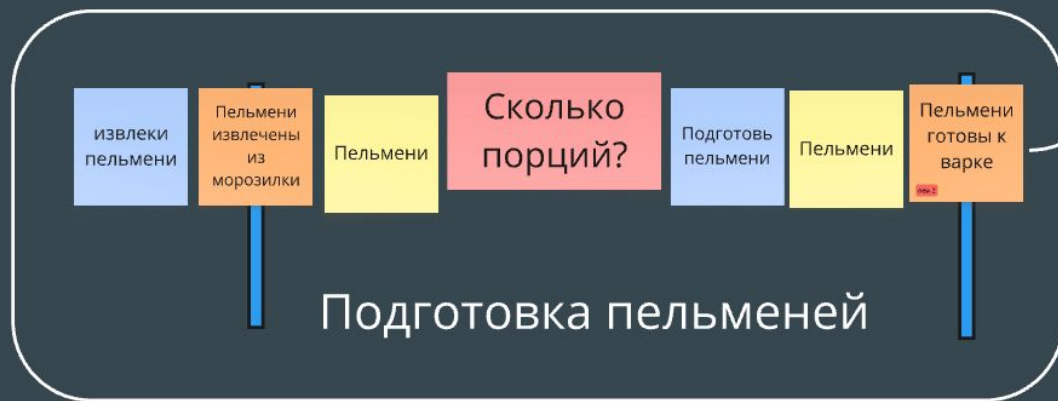 извлеки
пельмени
Пельмени
извлечены
из
морозилки
Пельмени
Сколько
порций?
Подготовь
пельмени
Пельмени
Пельмени
готовы к
варке
Подготовка пельменей